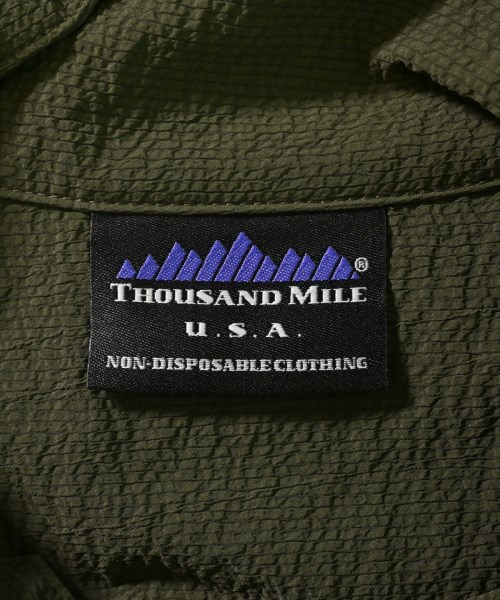 ®
THOUSAND MILE
U.S.A.
NON-DISPOSABLE CLOTHING